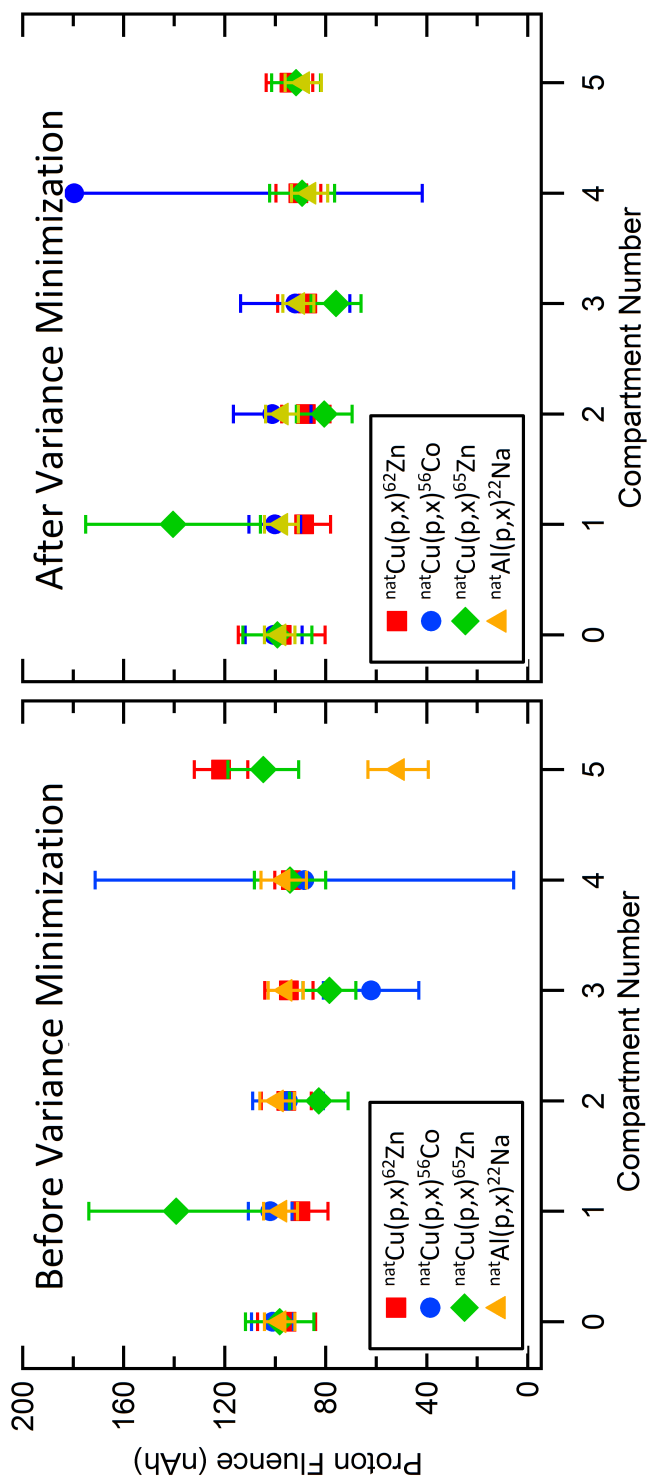 Before Variance Minimization
Proton Fluence (nAh)
200
160
120
80
40
0
natCu(p,x)62Zn
natCu(p,x)56Co
natCu(p,x)65Zn
natAl(p,x)22Na
0 1 2 3 4 5
Compartment Number
After Variance Minimization
natCu(p,x)62Zn
natCu(p,x)56Co
natCu(p,x)65Zn
natAl(p,x)22Na
0 1 2 3 4 5
Compartment Number